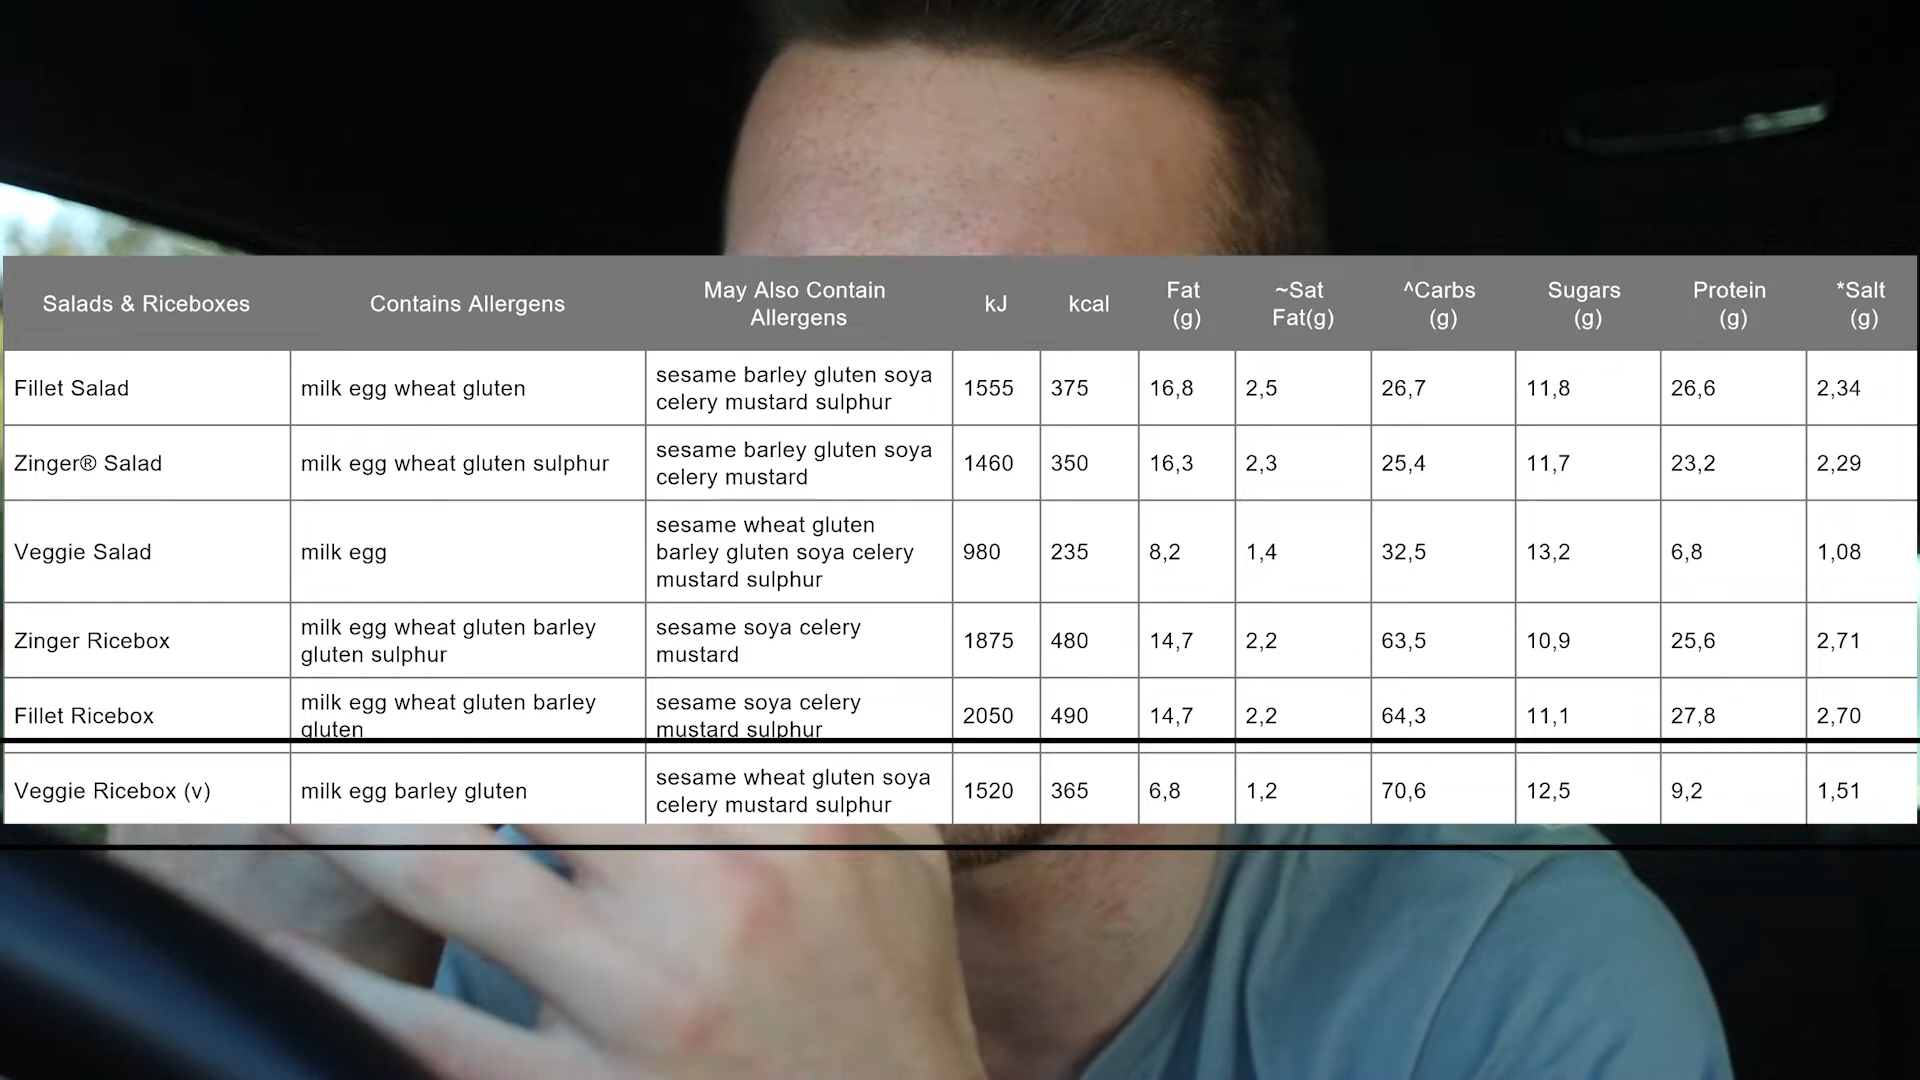 Salads & Riceboxes Contains Allergens May Also Contain Allergens kJ kcal Fat (g) ~Sat Fat(g) ^Carbs (g) Sugars (g) Protein (g) *Salt (g)
Fillet Salad milk egg wheat gluten sesame barley gluten soya celery mustard sulphur 1555 375 16,8 2,5 26,7 11,8 26,6 2,34
Zinger® Salad milk egg wheat gluten sulphur sesame barley gluten soya celery mustard 1460 350 16,3 2,3 25,4 11,7 23,2 2,29
Veggie Salad milk egg sesame wheat gluten barley gluten soya celery mustard sulphur 980 235 8,2 1,4 32,5 13,2 6,8 1,08
Zinger Ricebox milk egg wheat gluten barley gluten sulphur sesame soya celery mustard 1875 480 14,7 2,2 63,5 10,9 25,6 2,71
Fillet Ricebox milk egg wheat gluten barley gluten sesame soya celery mustard sulphur 2050 490 14,7 2,2 64,3 11,1 27,8 2,70
Veggie Ricebox (v) milk egg barley gluten sesame wheat gluten soya celery mustard sulphur 1520 365 6,8 1,2 70,6 12,5 9,2 1,51